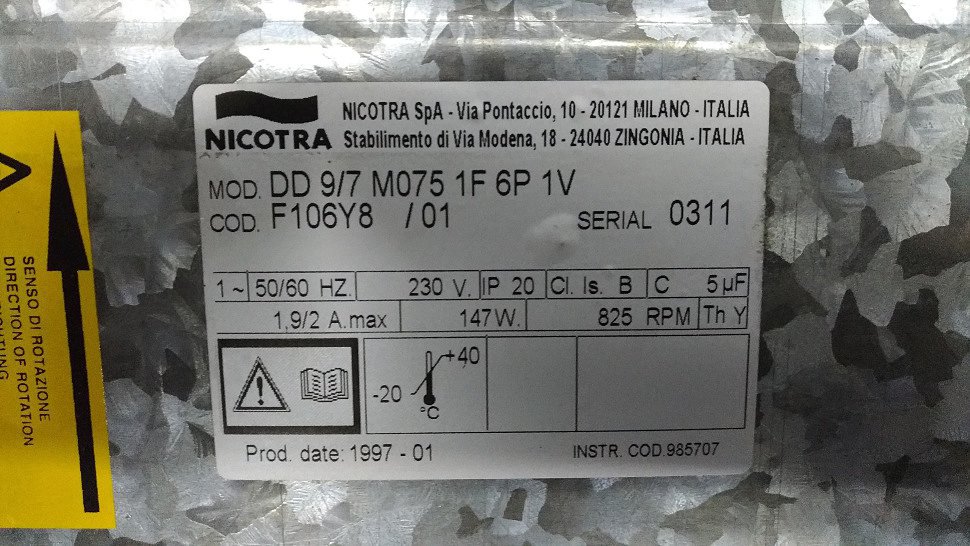 NICOTRA
NICOTRA SpA - Via Pontaccio, 10 - 20121 MILANO - ITALIA
Stabilimento di Via Modena, 18 - 24040 ZINGONIA - ITALIA
MOD. DD 9/7 M075 1F 6P 1V
COD. F106Y8 / 01 SERIAL 0311
1 ~ 50/60 HZ. 230 V. IP 20 Cl. Is. B C 5 µF
1,9/2 A.max 147W. 825 RPM Th Y
-20 +40
°C
Prod. date: 1997 - 01 INSTR. COD.985707
SENSO DI ROTAZIONE
DIRECTION OF ROTATION